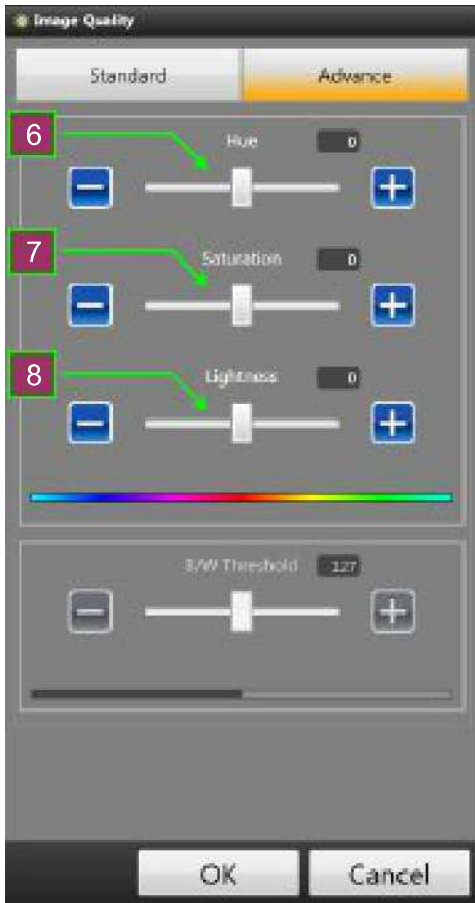 Image Quality
Standard Advance
6 Hue 0
7 Saturation 0
8 Lightness 0
B/W Threshold 127
OK Cancel